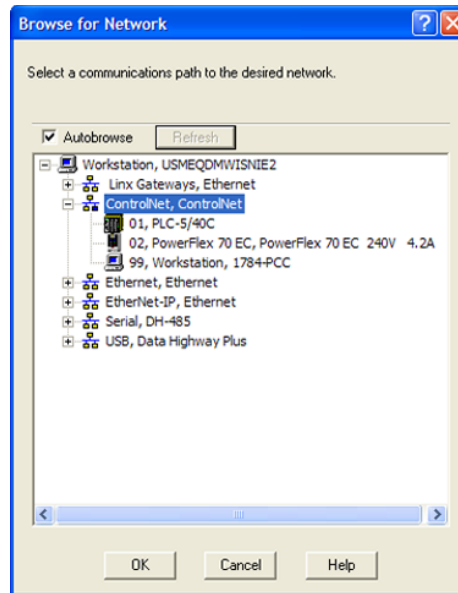 Browse for Network
Select a communications path to the desired network.
Autobrowse
Refresh
Workstation, USMEQDMWISNIE2
Linx Gateways, Ethernet
ControlNet, ControlNet
01, PLC-5/40C
02, PowerFlex 70 EC, PowerFlex 70 EC 240V 4.2A
99, Workstation, 1784-PCC
Ethernet, Ethernet
EtherNet-IP, Ethernet
Serial, DH-485
USB, Data Highway Plus
OK
Cancel
Help